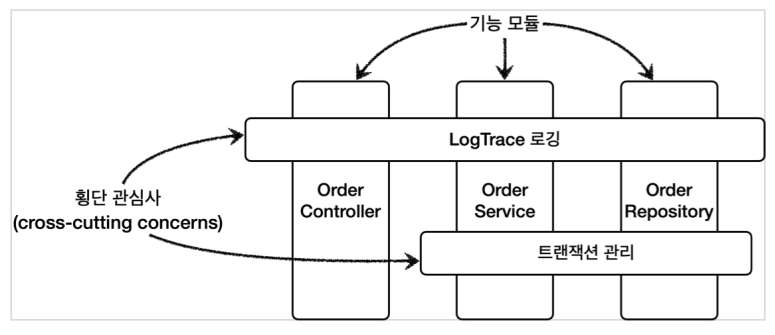 기능 모듈
LogTrace 로깅
횡단 관심사
(cross-cutting concerns)
Order
Controller
Order
Service
Order
Repository
트랜잭션 관리